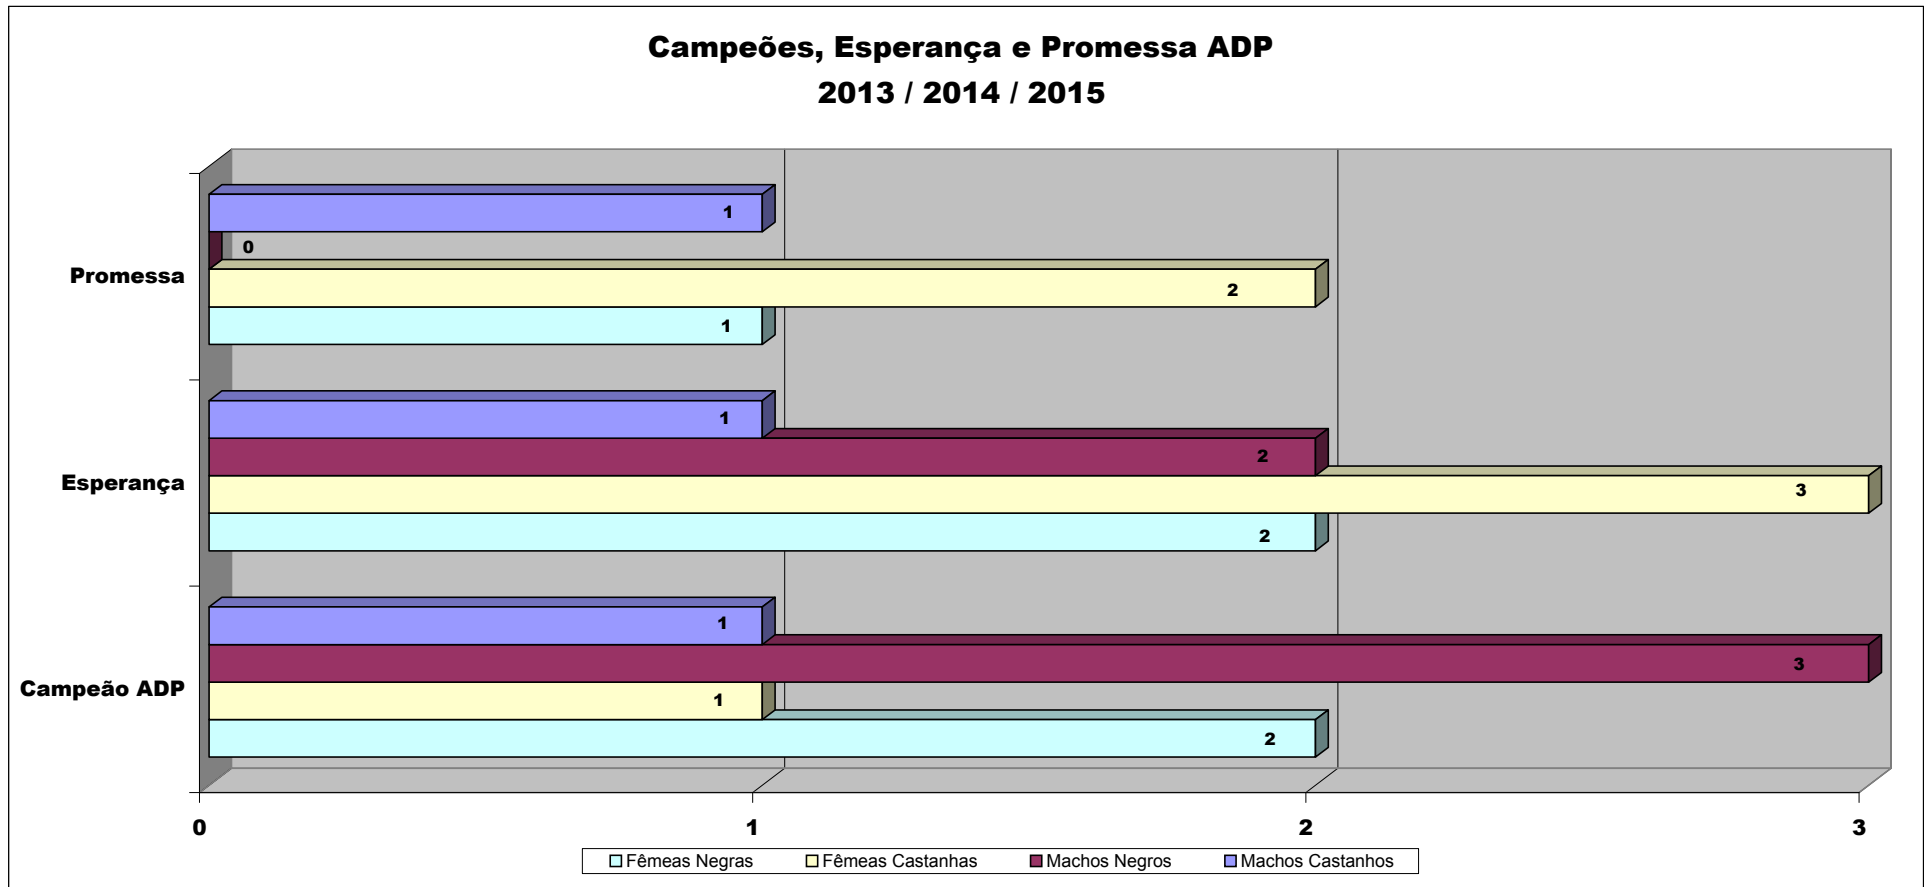 Campeões, Esperança e Promessa ADP
2013 / 2014 / 2015
Promessa
1
0
2
1
Esperança
1
2
3
2
Campeão ADP
1
3
1
2
0 1 2 3
Fêmeas Negras Fêmeas Castanhas Machos Negros Machos Castanhos